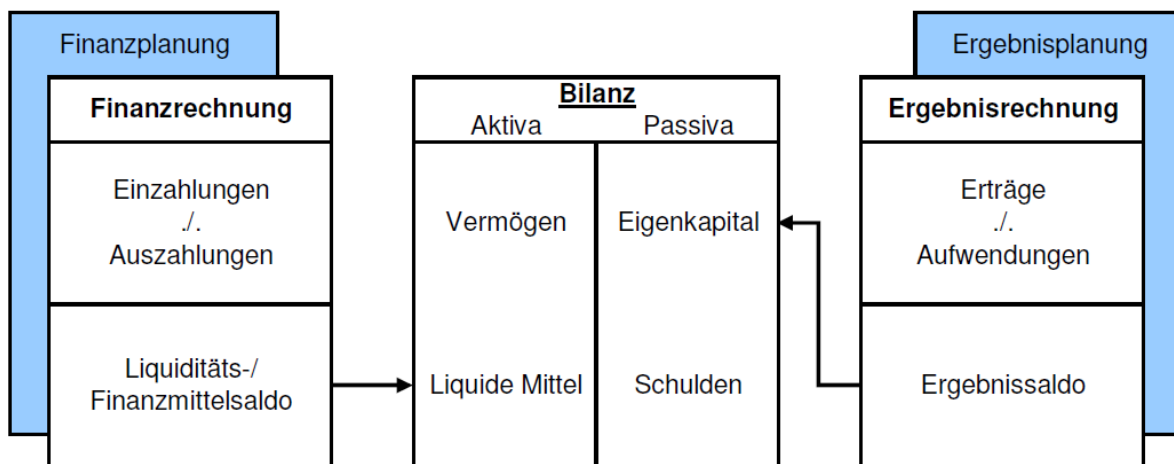 Finanzplanung
Finanzrechnung
Einzahlungen
./.
Auszahlungen
Liquiditäts-/
Finanzmittelsaldo
Bilanz
Aktiva Passiva
Vermögen Eigenkapital
Liquide Mittel Schulden
Ergebnisplanung
Ergebnisrechnung
Erträge
./.
Aufwendungen
Ergebnissaldo